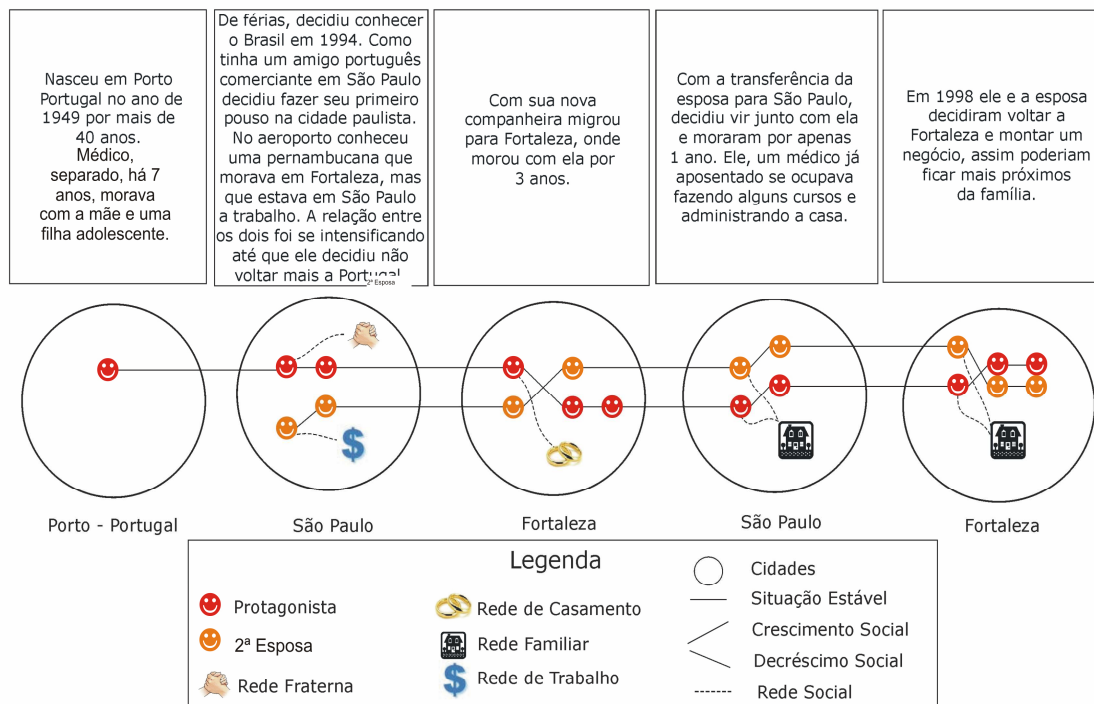 Nasceu em Porto
Portugal no ano de
1949 por mais de
40 anos.
Médico,
separado, há 7
anos, morava
com a mãe e uma
filha adolescente.
De férias, decidiu conhecer
o Brasil em 1994. Como
tinha um amigo português
comerciante em São Paulo
decidiu fazer seu primeiro
pouso na cidade paulista.
No aeroporto conheceu
uma pernambucana que
morava em Fortaleza, mas
que estava em São Paulo
a trabalho. A relação entre
os dois foi se intensificando
até que ele decidiu não
voltar mais a Portugal
2ª Esposa
Com sua nova
companheira migrou
para Fortaleza, onde
morou com ela por
3 anos.
Com a transferência da
esposa para São Paulo,
decidiu vir junto com ela
e moraram por apenas
1 ano. Ele, um médico já
aposentado se ocupava
fazendo alguns cursos e
administrando a casa.
Em 1998 ele e a esposa
decidiram voltar a
Fortaleza e montar um
negócio, assim poderiam
ficar mais próximos
da família.
Porto - Portugal
São Paulo
Fortaleza
São Paulo
Fortaleza
Legenda
Protagonista
2ª Esposa
Rede Fraterna
Rede de Casamento
Rede Familiar
Rede de Trabalho
Cidades
Situação Estável
Crescimento Social
Decréscimo Social
Rede Social